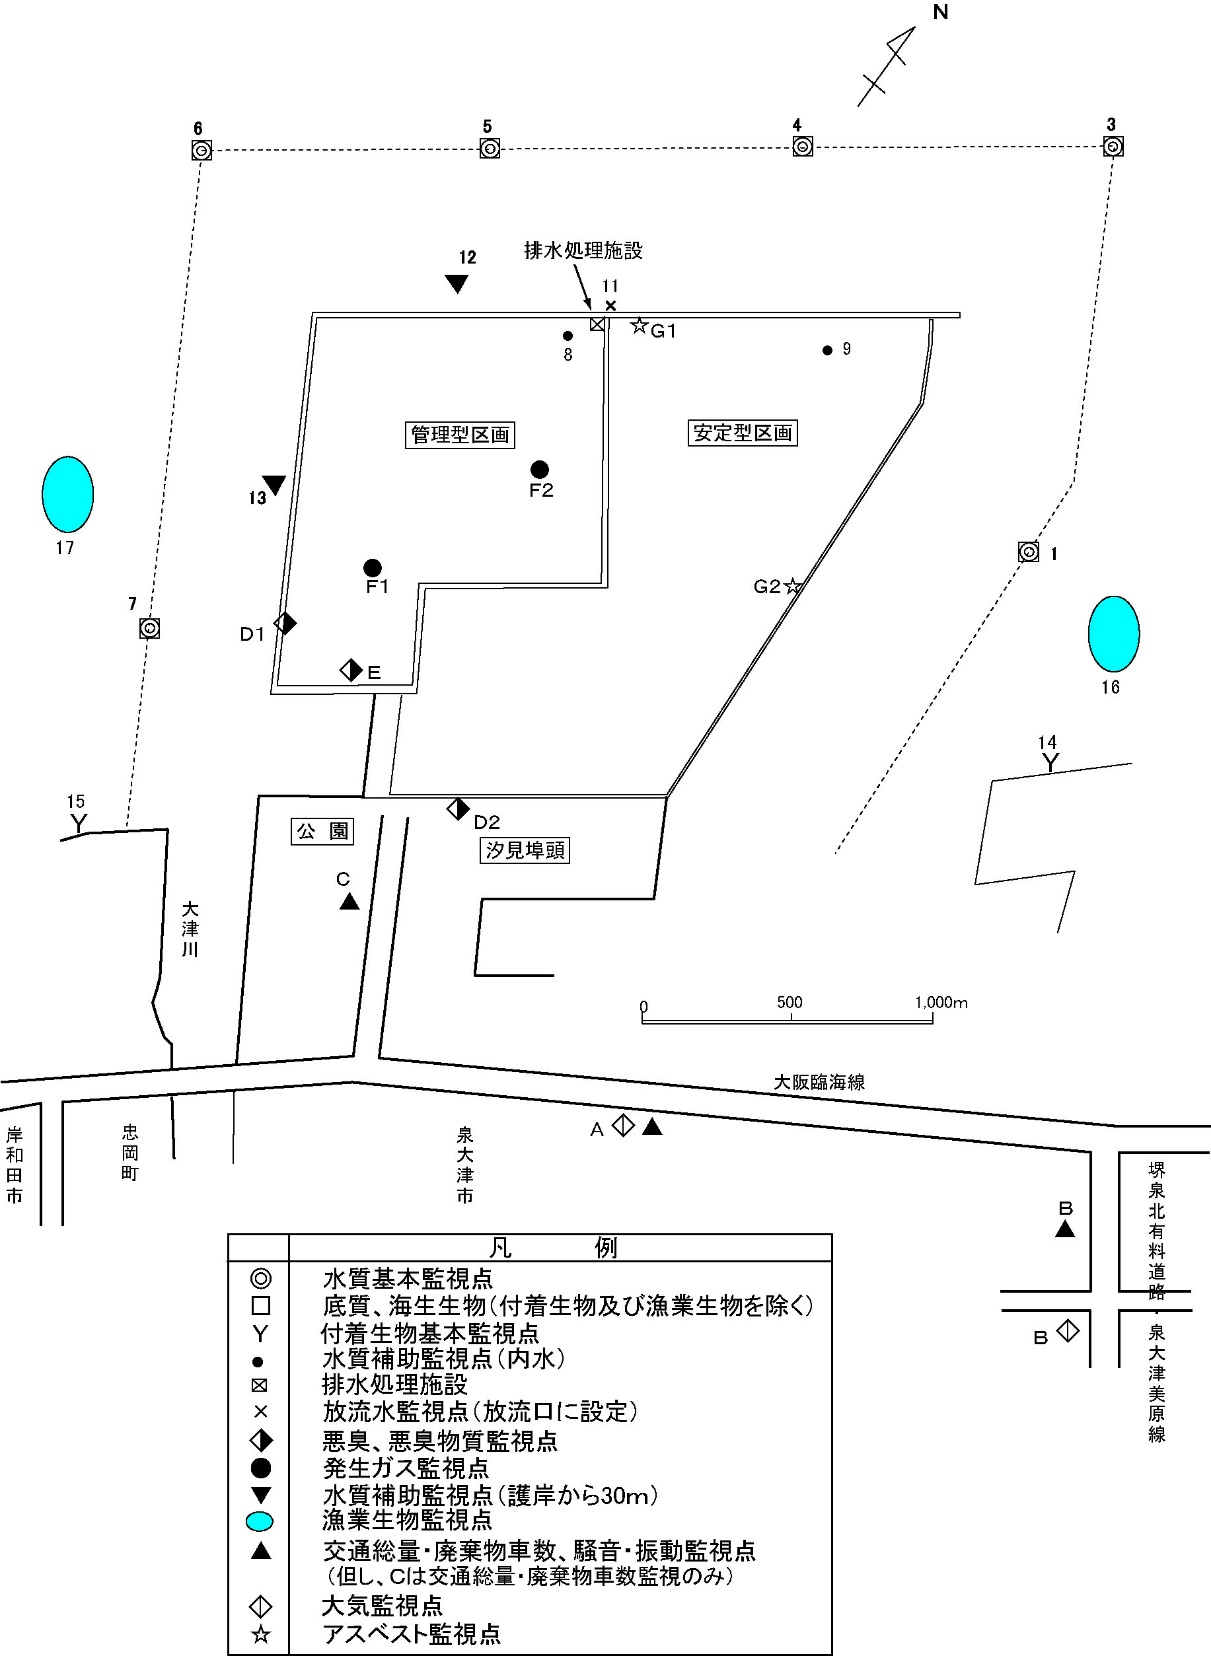 N
6
5
4
3
排水処理施設
12
11
G1
8
9
管理型区画
安定型区画
F2
13
17
1
F1
G2
7
D1
E
16
14
15
D2
公 園
汐見埠頭
C
大津川
0
500
1,000m
大阪臨海線
A
岸和田市
忠岡町
泉大津市
堺泉北有料道路・泉大津美原線
B
B
凡 例
水質基本監視点
底質、海生生物(付着生物及び漁業生物を除く)
Y 付着生物基本監視点
水質補助監視点(内水)
排水処理施設
× 放流水監視点(放流口に設定)
悪臭、悪臭物質監視点
発生ガス監視点
水質補助監視点(護岸から30m)
漁業生物監視点
交通総量・廃棄物車数、騒音・振動監視点
(但し、Cは交通総量・廃棄物車数監視のみ)
大気監視点
アスベスト監視点